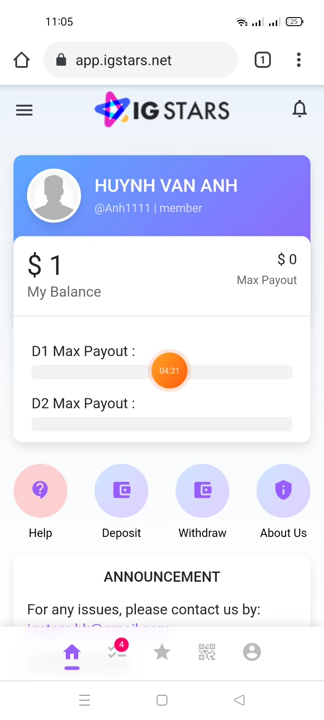 11:05
25
app.igstars.net
1
IG STARS
HUYNH VAN ANH
@Anh1111 | member
$ 1
$ 0
My Balance
Max Payout
D1 Max Payout :
04:21
D2 Max Payout :
Help
Deposit
Withdraw
About Us
ANNOUNCEMENT
For any issues, please contact us by:
4